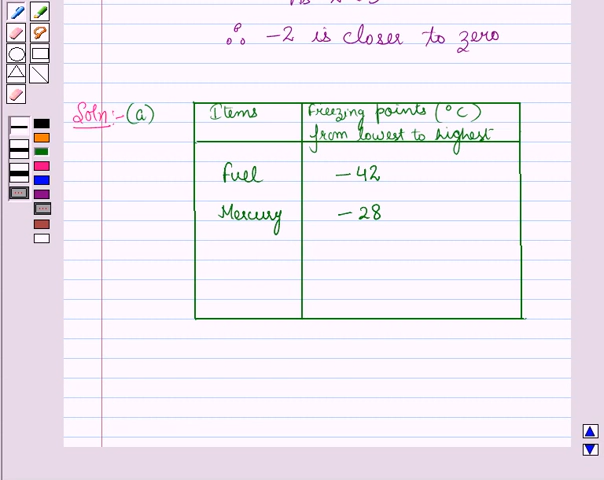 ∴ -2 is closer to zero
Soln:- (a)
Items Freezing points (°C)
from lowest to highest
Fuel -42
Mercury -28